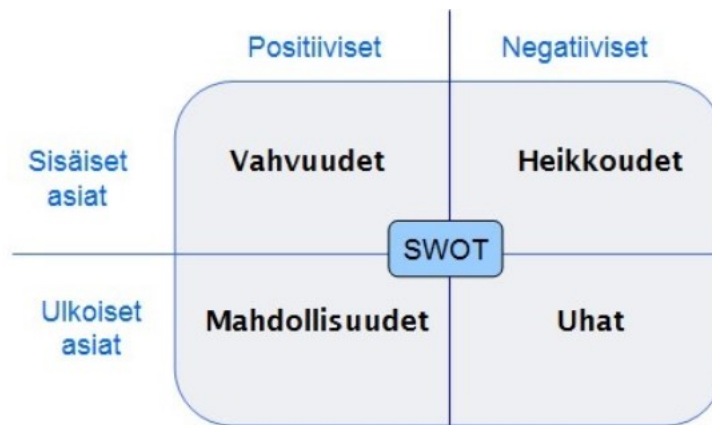 Positiiviset
Negatiiviset
Sisäiset
asiat
Vahvuudet
Heikkoudet
SWOT
Ulkoiset
asiat
Mahdollisuudet
Uhat